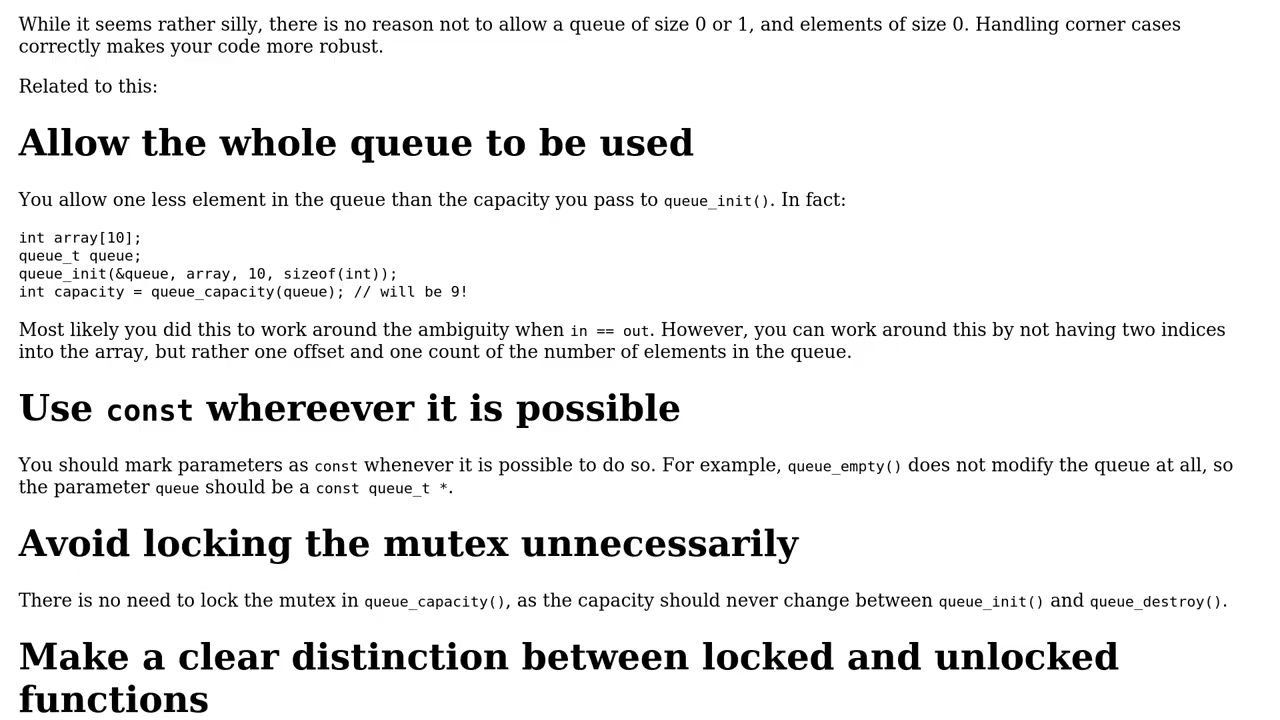 While it seems rather silly, there is no reason not to allow a queue of size 0 or 1, and elements of size 0. Handling corner cases
correctly makes your code more robust.
Related to this:
Allow the whole queue to be used
You allow one less element in the queue than the capacity you pass to queue_init(). In fact:
int array[10];
queue_t queue;
queue_init(&queue, array, 10, sizeof(int));
int capacity = queue_capacity(queue); // will be 9!
Most likely you did this to work around the ambiguity when in == out. However, you can work around this by not having two indices
into the array, but rather one offset and one count of the number of elements in the queue.
Use const whereever it is possible
You should mark parameters as const whenever it is possible to do so. For example, queue_empty() does not modify the queue at all, so
the parameter queue should be a const queue_t *.
Avoid locking the mutex unnecessarily
There is no need to lock the mutex in queue_capacity(), as the capacity should never change between queue_init() and queue_destroy().
Make a clear distinction between locked and unlocked
functions